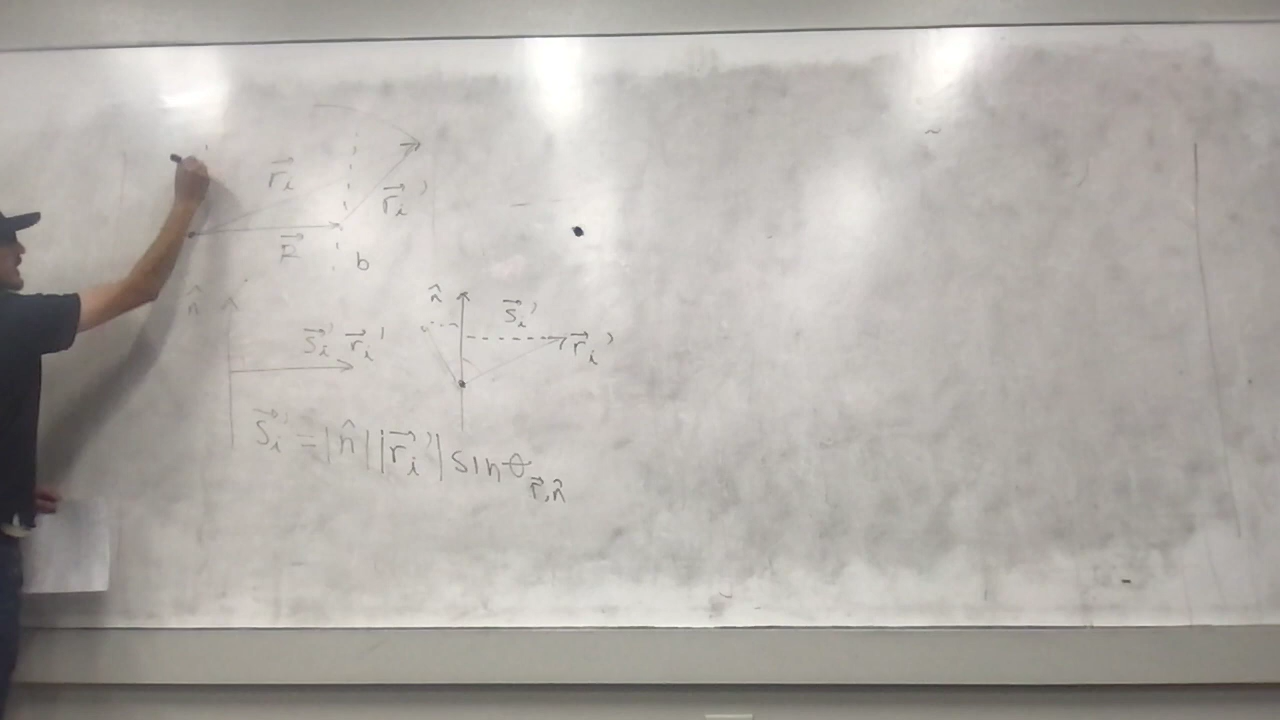 r⃗ᵢ
r⃗ᵢ'
R⃗
b
n̂
n̂
s⃗ᵢ'
s⃗ᵢ' r⃗ᵢ'
r⃗ᵢ'
s⃗ᵢ' = |n̂||r⃗ᵢ'| sin θ r⃗,n̂